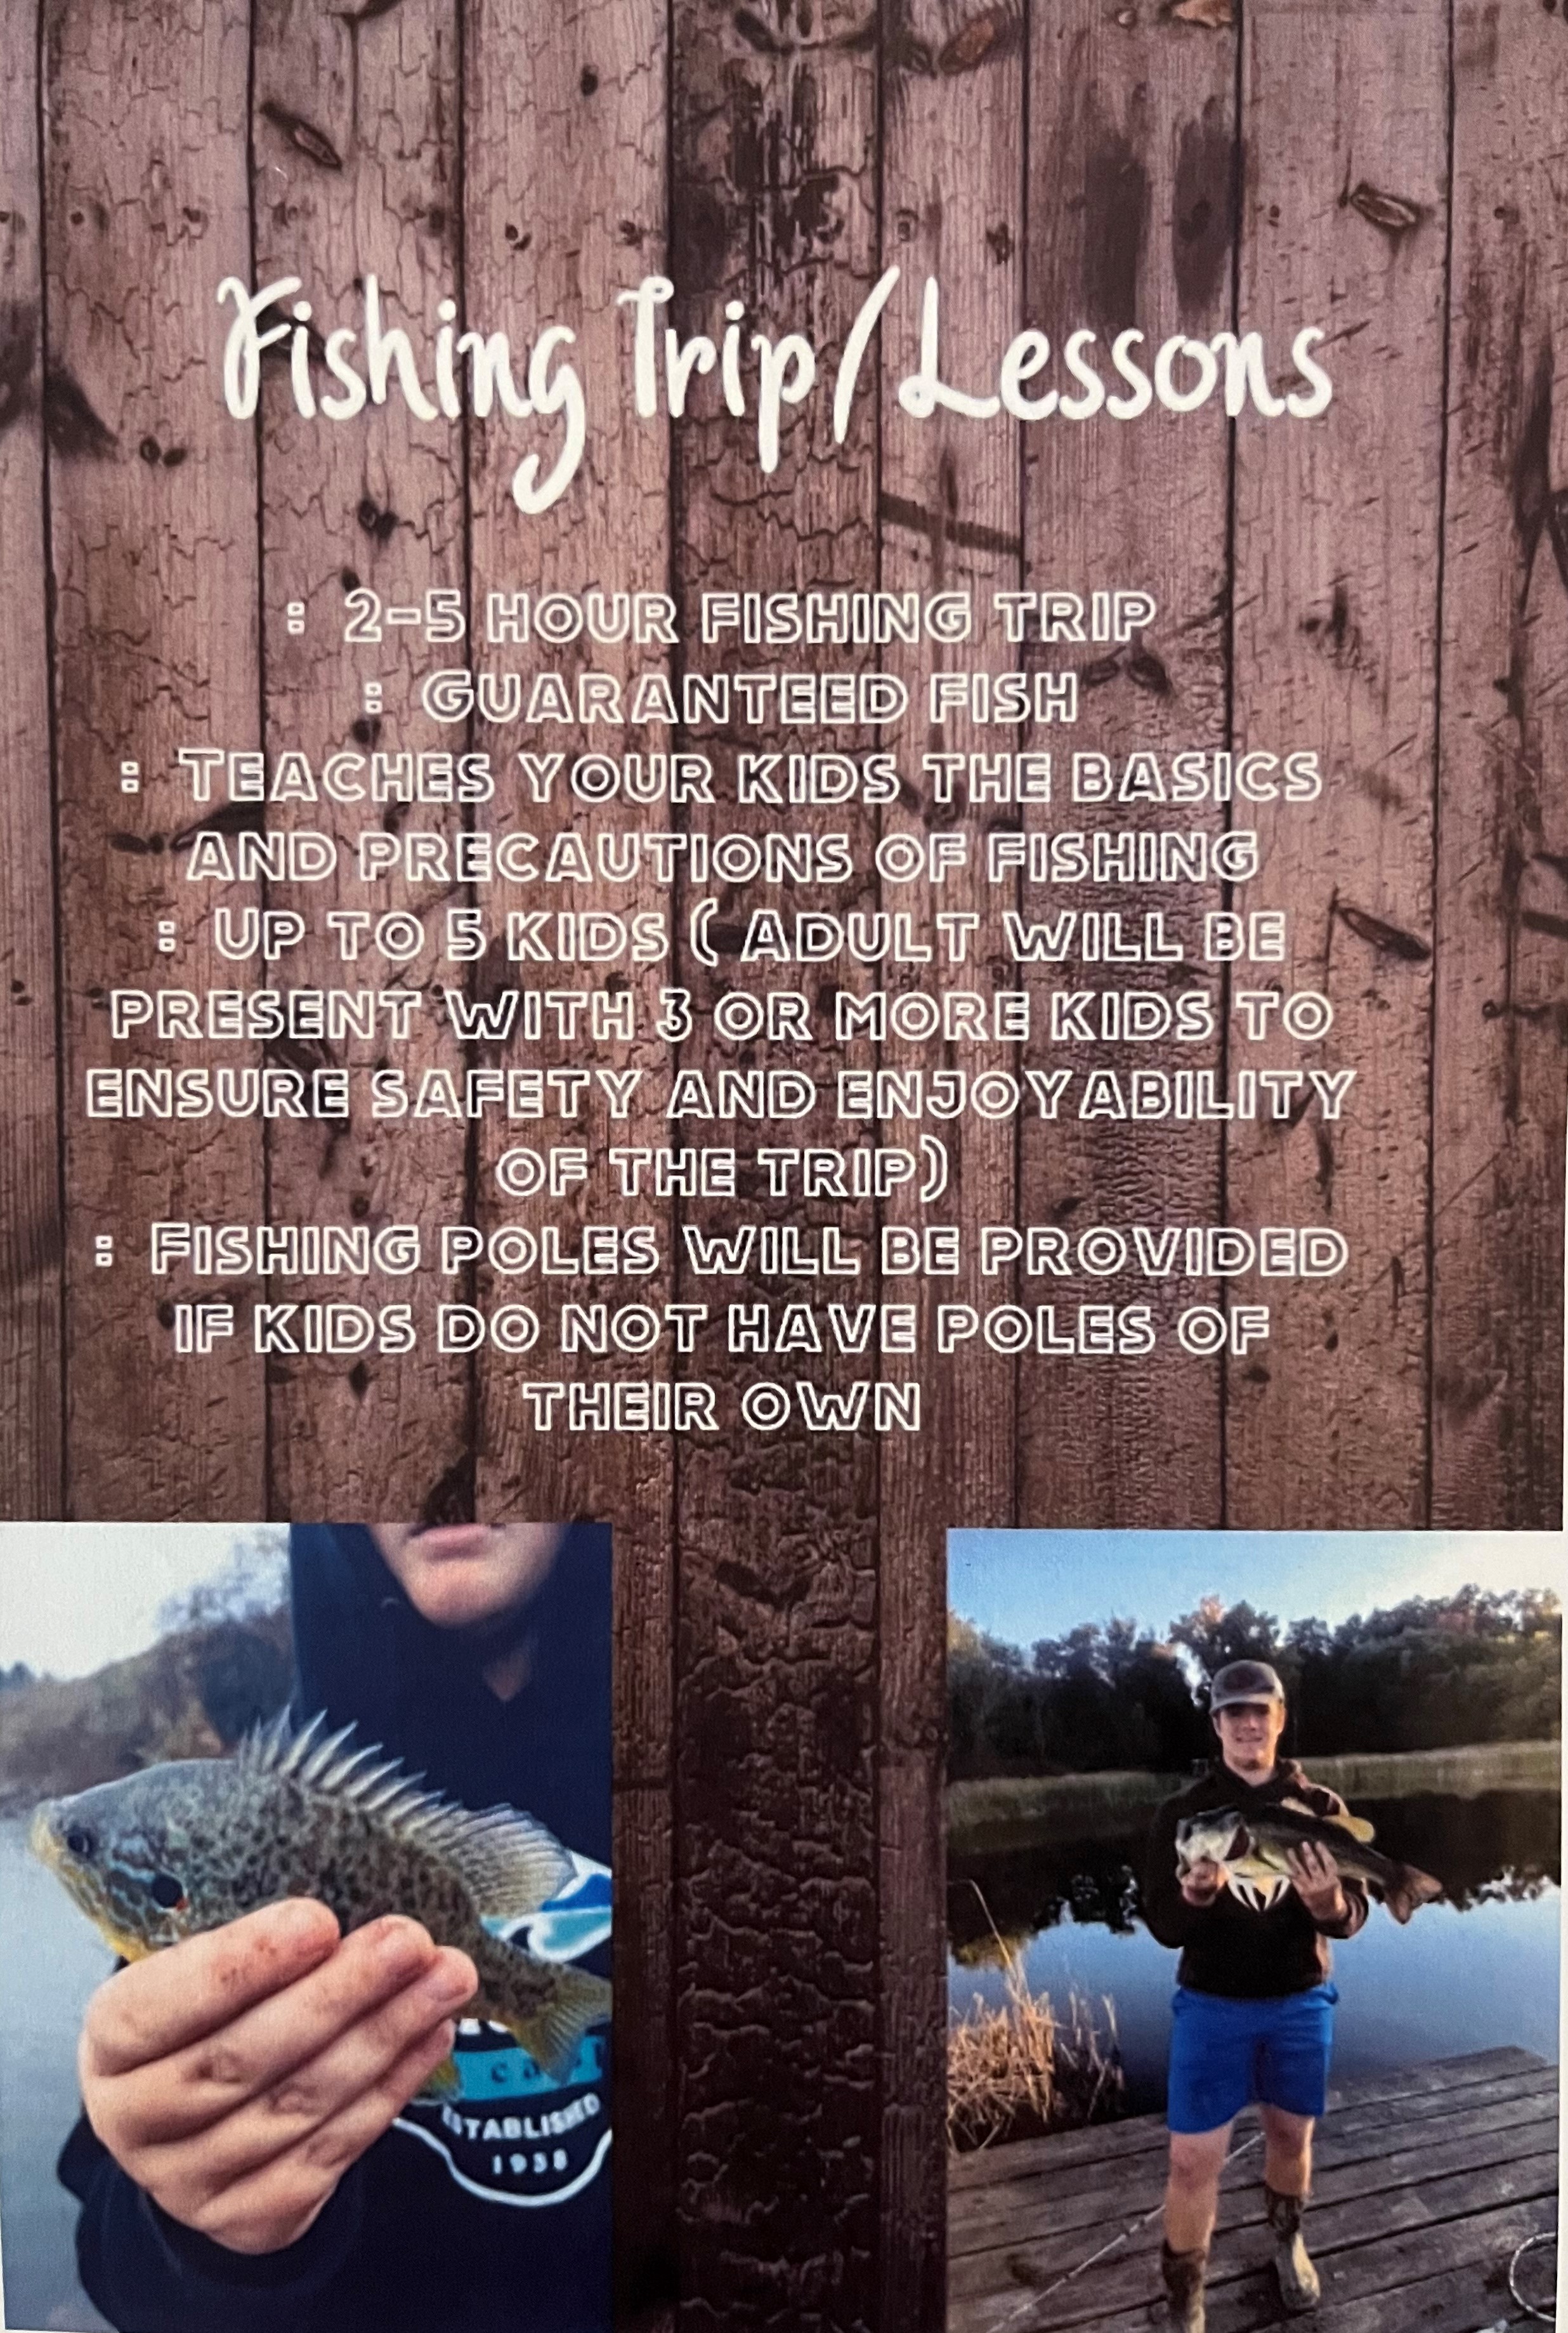 Fishing Trip/Lessons
: 2-5 HOUR FISHING TRIP
: GUARANTEED FISH
: TEACHES YOUR KIDS THE BASICS
AND PRECAUTIONS OF FISHING
: UP TO 5 KIDS ( ADULT WILL BE
PRESENT WITH 3 OR MORE KIDS TO
ENSURE SAFETY AND ENJOYABILITY
OF THE TRIP)
: FISHING POLES WILL BE PROVIDED
IF KIDS DO NOT HAVE POLES OF
THEIR OWN
ESTABLISHED
1938